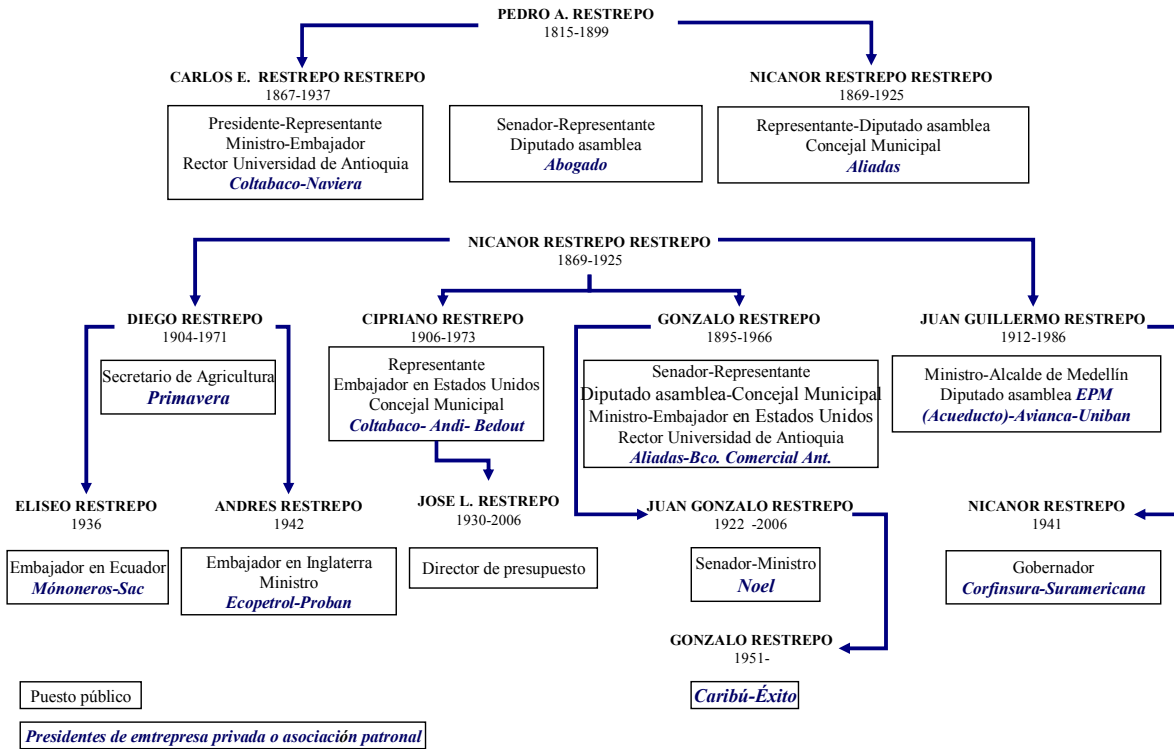 PEDRO A. RESTREPO
1815-1899
CARLOS E. RESTREPO RESTREPO
1867-1937
NICANOR RESTREPO RESTREPO
1869-1925
Presidente-Representante
Ministro-Embajador
Rector Universidad de Antioquia
Coltabaco-Naviera
Senador-Representante
Diputado asamblea
Abogado
Representante-Diputado asamblea
Concejal Municipal
Aliadas
NICANOR RESTREPO RESTREPO
1869-1925
DIEGO RESTREPO
1904-1971
Secretario de Agricultura
Primavera
CIPRIANO RESTREPO
1906-1973
Representante
Embajador en Estados Unidos
Concejal Municipal
Coltabaco- Andi- Bedout
GONZALO RESTREPO
1895-1966
Senador-Representante
Diputado asamblea-Concejal Municipal
Ministro-Embajador en Estados Unidos
Rector Universidad de Antioquia
Aliadas-Bco. Comercial Ant.
JUAN GUILLERMO RESTREPO
1912-1986
Ministro-Alcalde de Medellín
Diputado asamblea EPM
(Acueducto)-Avianca-Uniban
ELISEO RESTREPO
1936
Embajador en Ecuador
Mónoneros-Sac
ANDRES RESTREPO
1942
Embajador en Inglaterra
Ministro
Ecopetrol-Proban
JOSE L. RESTREPO
1930-2006
Director de presupuesto
JUAN GONZALO RESTREPO
1922 -2006
Senador-Ministro
Noel
NICANOR RESTREPO
1941
Gobernador
Corfinsura-Suramericana
GONZALO RESTREPO
1951-
Caribú-Éxito
Puesto público
Presidentes de emtrepresa privada o asociación patronal